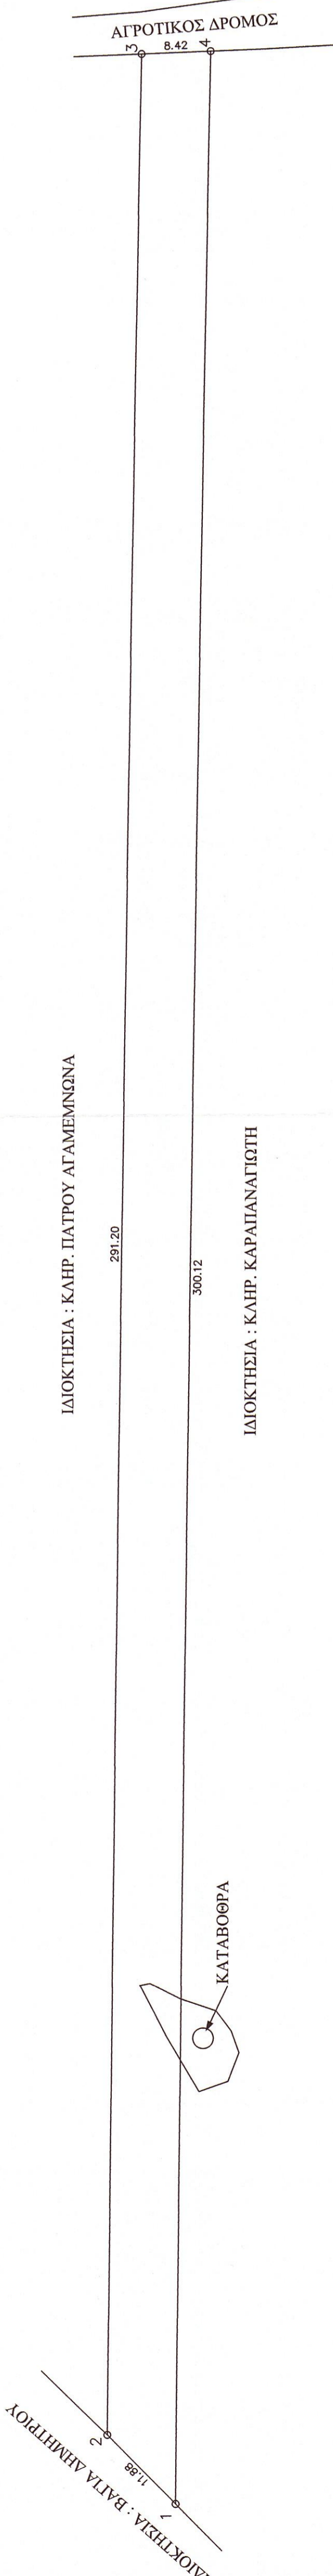 ΑΓΡΟΤΙΚΟΣ ΔΡΟΜΟΣ
3
8.42
4
ΙΔΙΟΚΤΗΣΙΑ : ΚΛΗΡ. ΠΑΤΡΟΥ ΑΓΑΜΕΜΝΩΝΑ
291.20
300.12
ΙΔΙΟΚΤΗΣΙΑ : ΚΛΗΡ. ΚΑΡΑΠΑΝΑΓΙΩΤΗ
ΚΑΤΑΒΟΘΡΑ
2
11.88
1
ΙΔΙΟΚΤΗΣΙΑ : ΒΑΓΙΑ ΔΗΜΗΤΡΙΟΥ